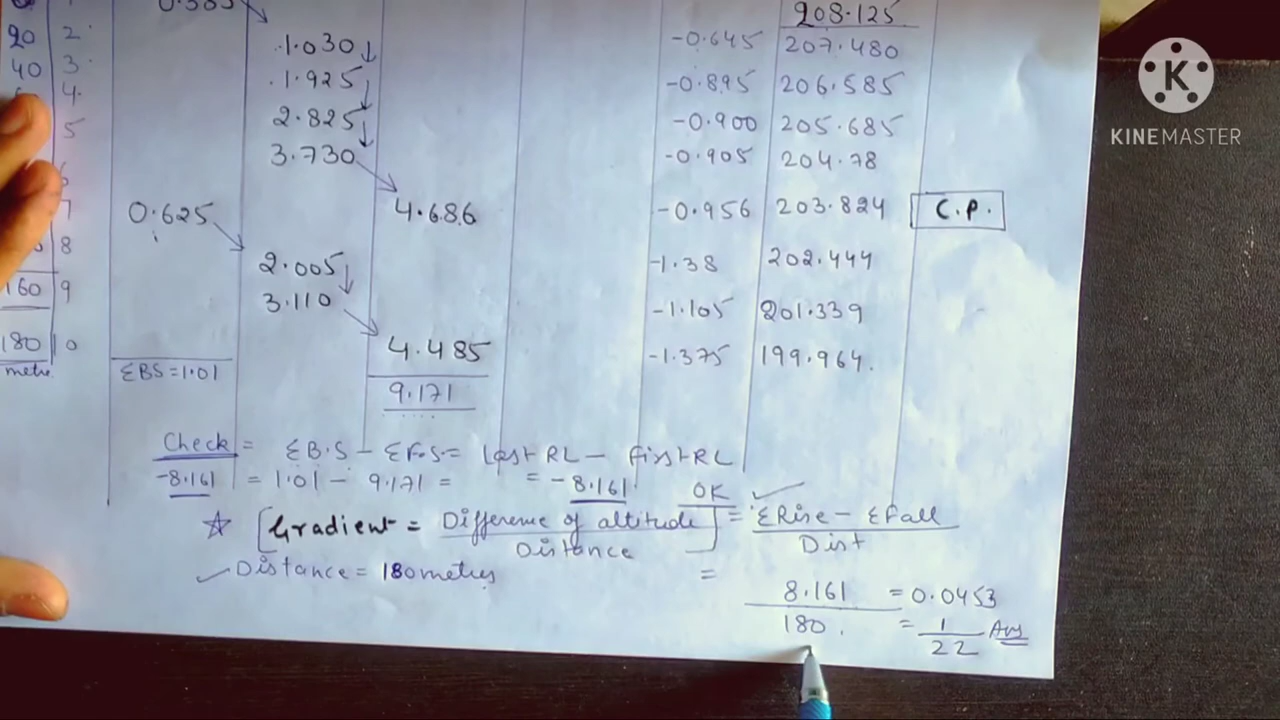 0.385
208.125
20 2. 1.030 -0.645 207.480
40 3. 1.925 -0.895 206.585
4. 2.825 -0.900 205.685
5 3.730 -0.905 204.78
6
7 0.625 4.686 -0.956 203.824 C.P.
8 2.005 -1.38 202.444
160 9 3.110 -1.105 201.339
180 10 4.485 -1.375 199.964.
metre. ΣBS=1.01 9.171
Check = ΣB.S - ΣF.S = Last RL - first RL
-8.161 = 1.01 - 9.171 = = -8.161 OK
[Gradient = Difference of altitude / Distance] = ΣRise - ΣFall / Dist
Distance = 180 metres
= 8.161 / 180. = 0.0453
= 1 / 22 Ans
K
KINEMASTER